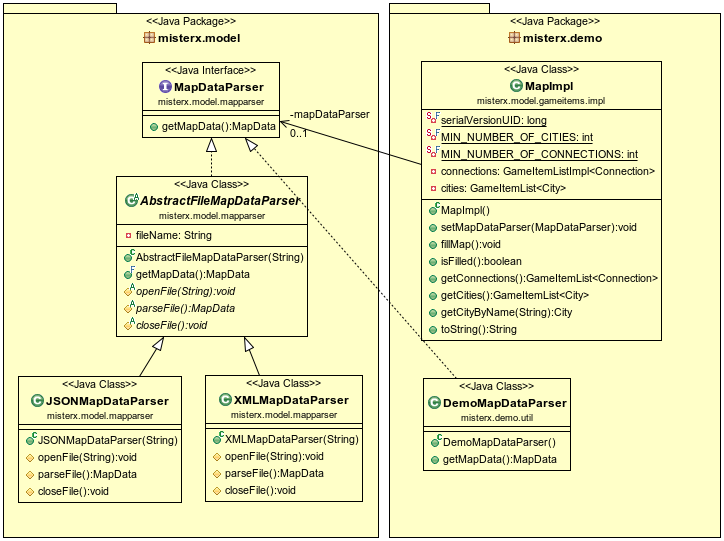 <<Java Package>>
misterx.model
<<Java Interface>>
I MapDataParser
misterx.model.mapparser
getMapData():MapData
-mapDataParser
0..1
<<Java Class>>
C A AbstractFileMapDataParser
misterx.model.mapparser
fileName: String
C AbstractFileMapDataParser(String)
F getMapData():MapData
A openFile(String):void
A parseFile():MapData
A closeFile():void
<<Java Class>>
C JSONMapDataParser
misterx.model.mapparser
C JSONMapDataParser(String)
openFile(String):void
parseFile():MapData
closeFile():void
<<Java Class>>
C XMLMapDataParser
misterx.model.mapparser
C XMLMapDataParser(String)
openFile(String):void
parseFile():MapData
closeFile():void
<<Java Package>>
misterx.demo
<<Java Class>>
C MapImpl
misterx.model.gameitems.impl
S F serialVersionUID: long
S F MIN_NUMBER_OF_CITIES: int
S F MIN_NUMBER_OF_CONNECTIONS: int
connections: GameItemListImpl<Connection>
cities: GameItemList<City>
C MapImpl()
setMapDataParser(MapDataParser):void
fillMap():void
isFilled():boolean
getConnections():GameItemList<Connection>
getCities():GameItemList<City>
getCityByName(String):City
toString():String
<<Java Class>>
C DemoMapDataParser
misterx.demo.util
C DemoMapDataParser()
getMapData():MapData